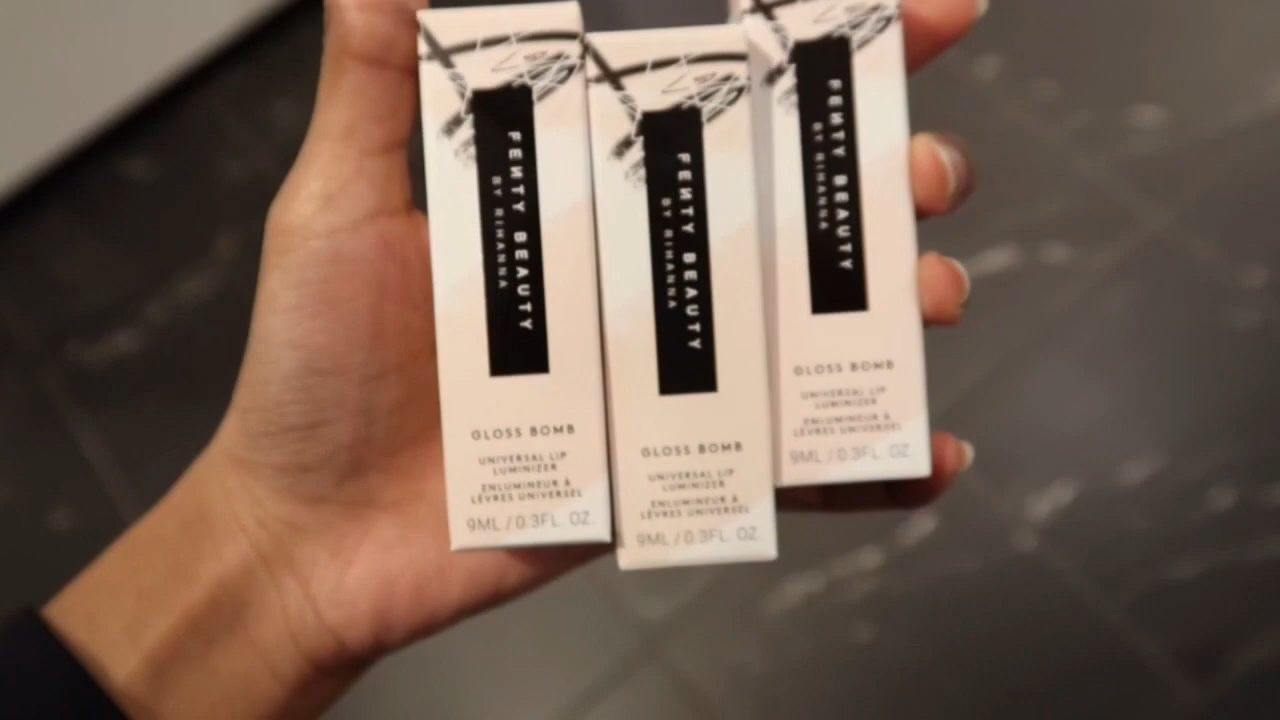 FENTY BEAUTY
BY RIHANNA
GLOSS BOMB
UNIVERSAL LIP
LUMINIZER
ENLUMINEUR À
LÈVRES UNIVERSEL
9ML / 0.3FL. OZ.
FENTY BEAUTY
BY RIHANNA
GLOSS BOMB
UNIVERSAL LIP
LUMINIZER
ENLUMINEUR À
LÈVRES UNIVERSEL
9ML / 0.3FL. OZ.
FENTY BEAUTY
BY RIHANNA
GLOSS BOMB
UNIVERSAL LIP
LUMINIZER
ENLUMINEUR À
LÈVRES UNIVERSEL
9ML / 0.3FL. OZ.